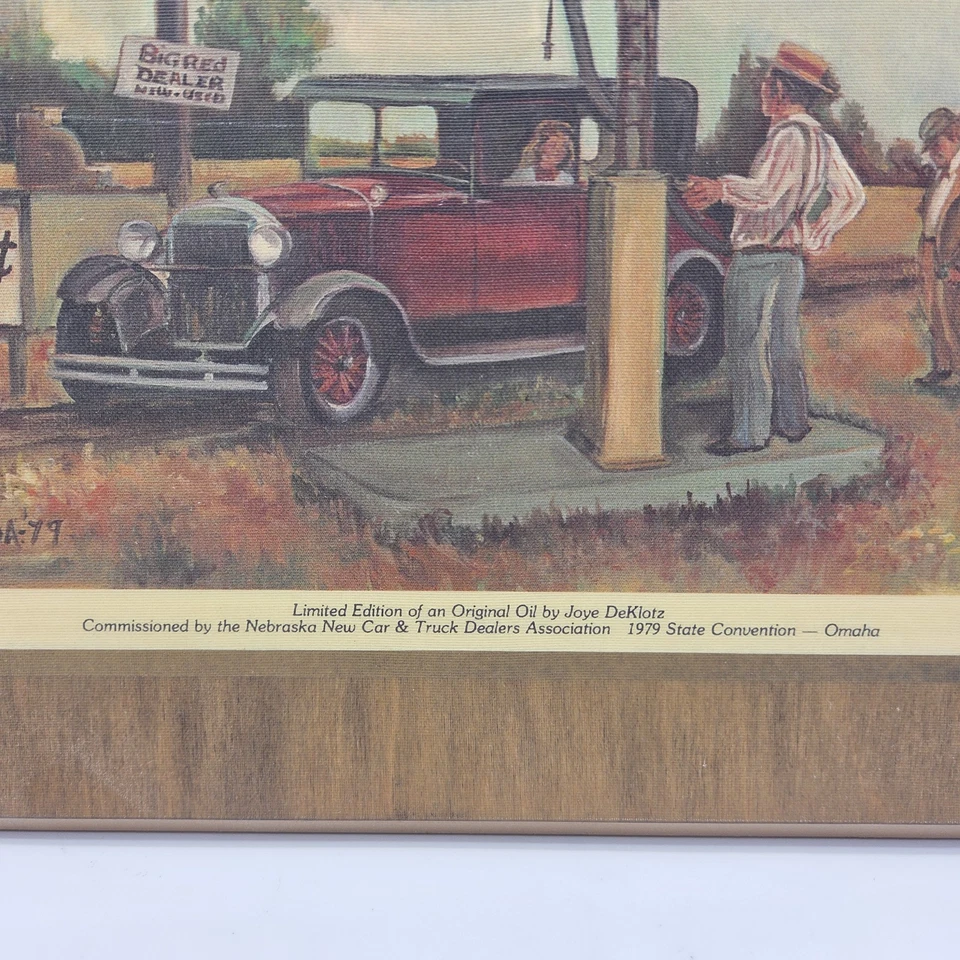 BIG RED
DEALER
NEW • USED
A-'79
Limited Edition of an Original Oil by Joye DeKlotz
Commissioned by the Nebraska New Car & Truck Dealers Association 1979 State Convention — Omaha